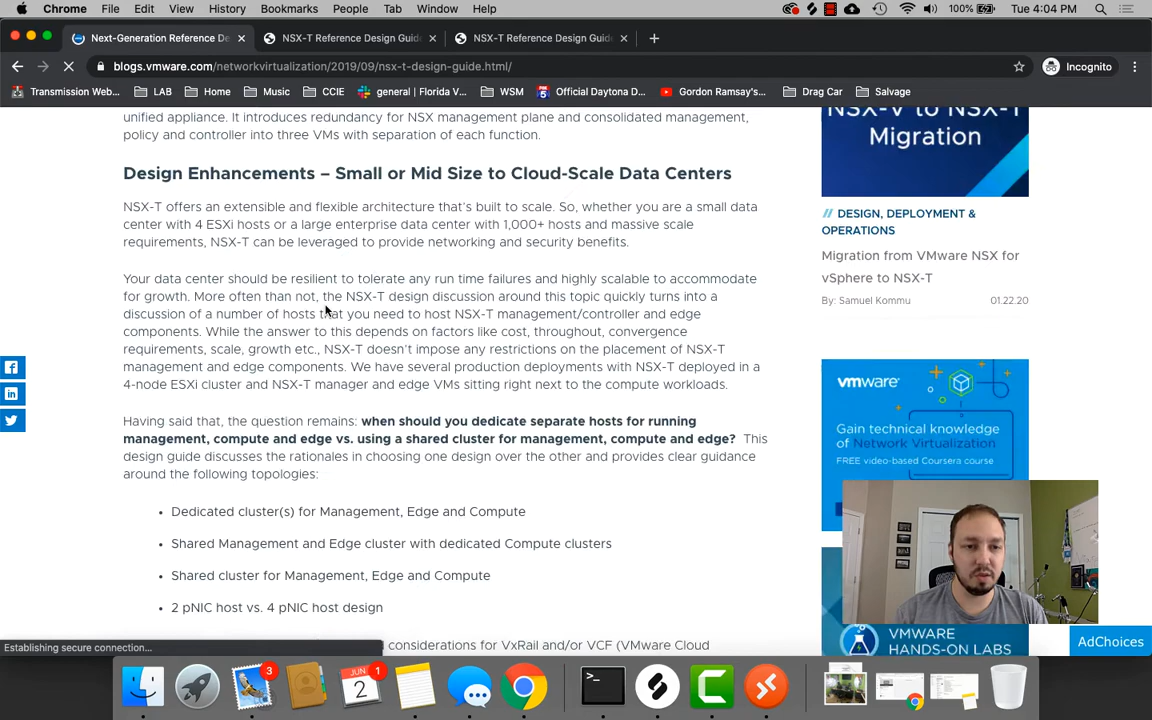 Chrome File Edit View History Bookmarks People Tab Window Help 100% Tue 4:04 PM
Next-Generation Reference De × NSX-T Reference Design Guid × NSX-T Reference Design Guid × +
blogs.vmware.com/networkvirtualization/2019/09/nsx-t-design-guide.html/ Incognito
Transmission Web... LAB Home Music CCIE general | Florida V... WSM Official Daytona D... Gordon Ramsay's... Drag Car Salvage
unified appliance. It introduces redundancy for NSX management plane and consolidated management,
policy and controller into three VMs with separation of each function.
Design Enhancements – Small or Mid Size to Cloud-Scale Data Centers
NSX-T offers an extensible and flexible architecture that's built to scale. So, whether you are a small data
center with 4 ESXi hosts or a large enterprise data center with 1,000+ hosts and massive scale
requirements, NSX-T can be leveraged to provide networking and security benefits.
Your data center should be resilient to tolerate any run time failures and highly scalable to accommodate
for growth. More often than not, the NSX-T design discussion around this topic quickly turns into a
discussion of a number of hosts that you need to host NSX-T management/controller and edge
components. While the answer to this depends on factors like cost, throughout, convergence
requirements, scale, growth etc., NSX-T doesn't impose any restrictions on the placement of NSX-T
management and edge components. We have several production deployments with NSX-T deployed in a
4-node ESXi cluster and NSX-T manager and edge VMs sitting right next to the compute workloads.
Having said that, the question remains: when should you dedicate separate hosts for running
management, compute and edge vs. using a shared cluster for management, compute and edge? This
design guide discusses the rationales in choosing one design over the other and provides clear guidance
around the following topologies:
• Dedicated cluster(s) for Management, Edge and Compute
• Shared Management and Edge cluster with dedicated Compute clusters
• Shared cluster for Management, Edge and Compute
• 2 pNIC host vs. 4 pNIC host design
d considerations for VxRail and/or VCF (VMware Cloud
Establishing secure connection...
NSX-V to NSX-T
Migration
// DESIGN, DEPLOYMENT &
OPERATIONS
Migration from VMware NSX for
vSphere to NSX-T
By: Samuel Kommu 01.22.20
vmware
Gain technical knowledge
of Network Virtualization
FREE video-based Coursera course
VMWARE
HANDS-ON LABS
AdChoices
3
JUN 1
2